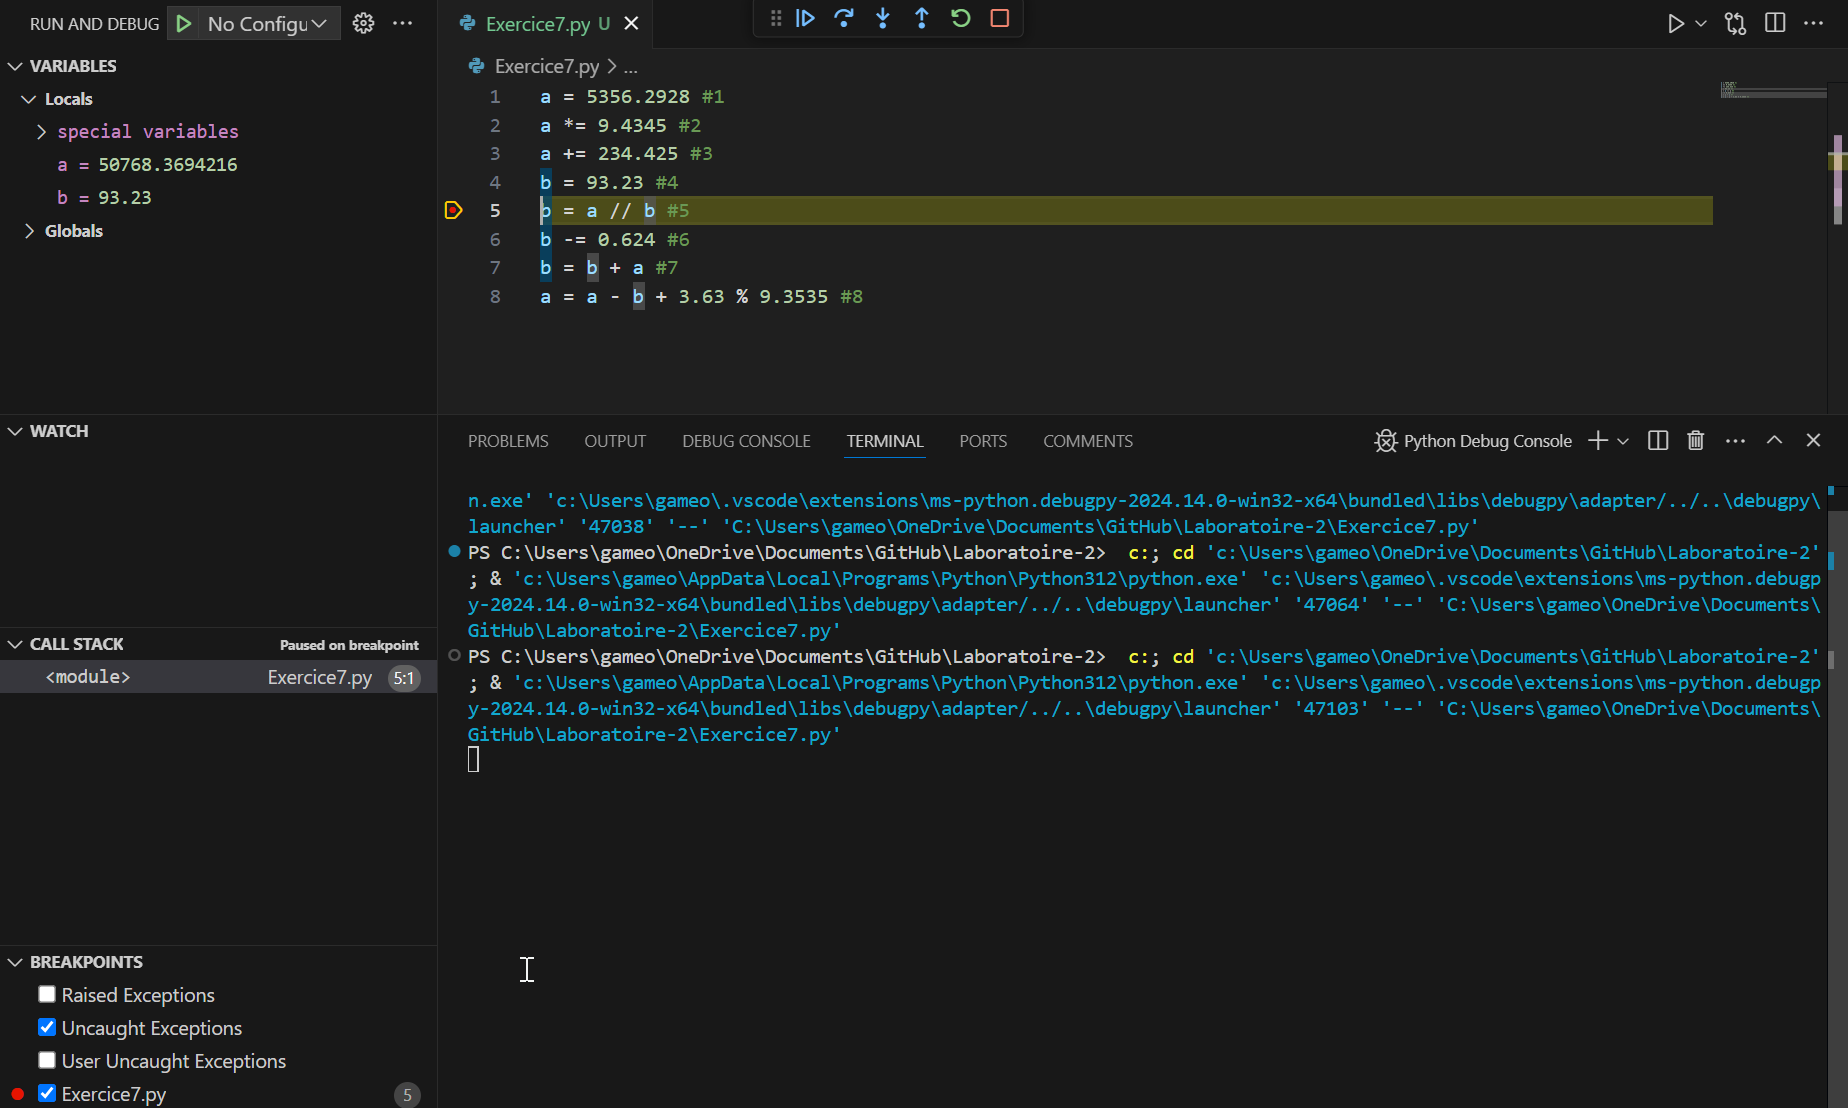 RUN AND DEBUG
No Configu
VARIABLES
Locals
special variables
a = 50768.3694216
b = 93.23
Globals
WATCH
CALL STACK
Paused on breakpoint
<module>
Exercice7.py
5:1
BREAKPOINTS
Raised Exceptions
Uncaught Exceptions
User Uncaught Exceptions
Exercice7.py
5
Exercice7.py U
Exercice7.py > ...
1 a = 5356.2928 #1
2 a *= 9.4345 #2
3 a += 234.425 #3
4 b = 93.23 #4
5 b = a // b #5
6 b -= 0.624 #6
7 b = b + a #7
8 a = a - b + 3.63 % 9.3535 #8
PROBLEMS OUTPUT DEBUG CONSOLE TERMINAL PORTS COMMENTS
Python Debug Console
n.exe' 'c:\Users\gameo\.vscode\extensions\ms-python.debugpy-2024.14.0-win32-x64\bundled\libs\debugpy\adapter/../..\debugpy\
launcher' '47038' '--' 'C:\Users\gameo\OneDrive\Documents\GitHub\Laboratoire-2\Exercice7.py'
PS C:\Users\gameo\OneDrive\Documents\GitHub\Laboratoire-2>  c:; cd 'c:\Users\gameo\OneDrive\Documents\GitHub\Laboratoire-2'
; & 'c:\Users\gameo\AppData\Local\Programs\Python\Python312\python.exe' 'c:\Users\gameo\.vscode\extensions\ms-python.debugp
y-2024.14.0-win32-x64\bundled\libs\debugpy\adapter/../..\debugpy\launcher' '47064' '--' 'C:\Users\gameo\OneDrive\Documents\
GitHub\Laboratoire-2\Exercice7.py'
PS C:\Users\gameo\OneDrive\Documents\GitHub\Laboratoire-2>  c:; cd 'c:\Users\gameo\OneDrive\Documents\GitHub\Laboratoire-2'
; & 'c:\Users\gameo\AppData\Local\Programs\Python\Python312\python.exe' 'c:\Users\gameo\.vscode\extensions\ms-python.debugp
y-2024.14.0-win32-x64\bundled\libs\debugpy\adapter/../..\debugpy\launcher' '47103' '--' 'C:\Users\gameo\OneDrive\Documents\
GitHub\Laboratoire-2\Exercice7.py'